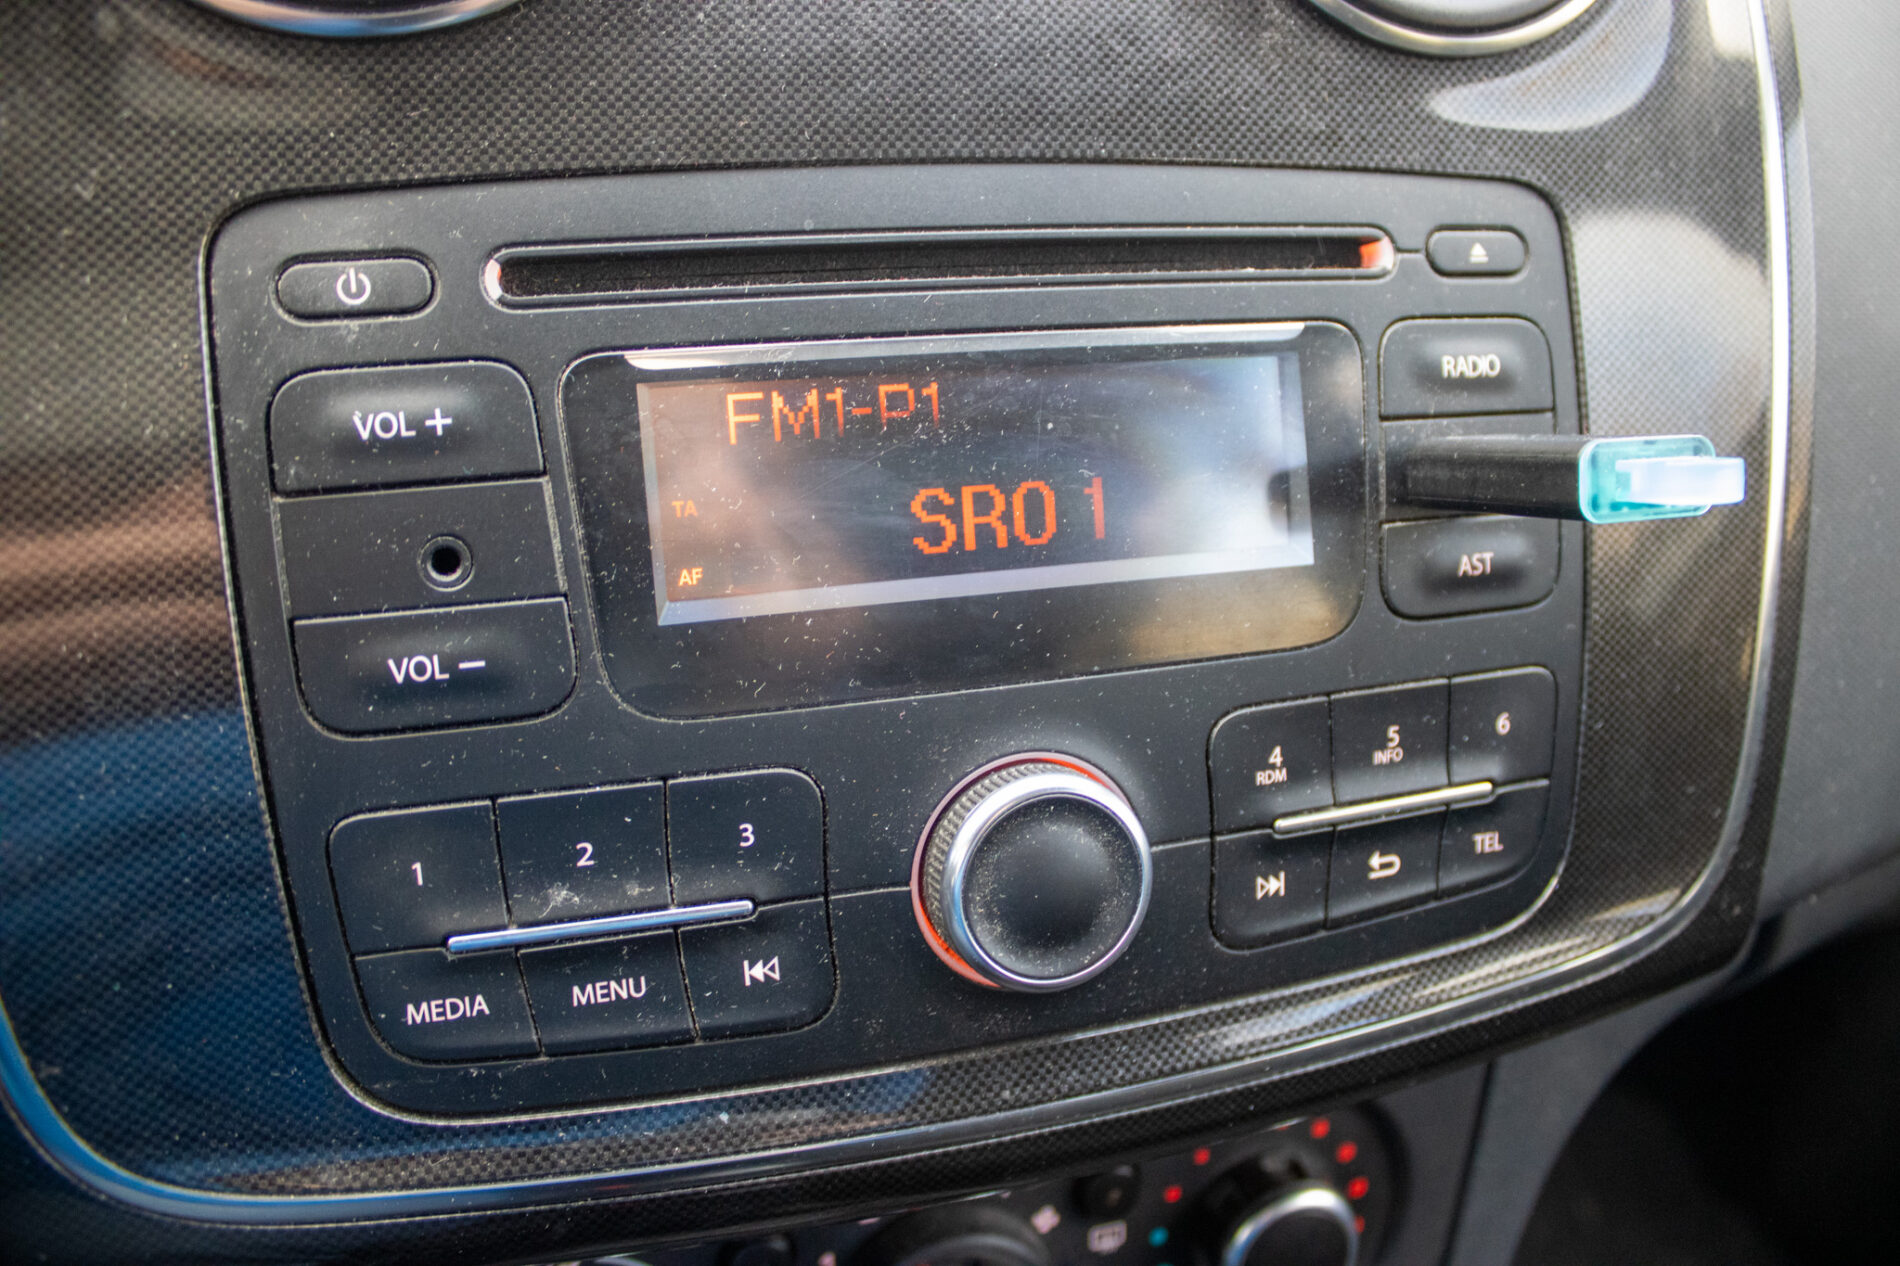 VOL +
VOL −
FM1-P1
TA
SRO 1
AF
RADIO
AST
1
2
3
MEDIA
MENU
4
RDM
5
INFO
6
TEL